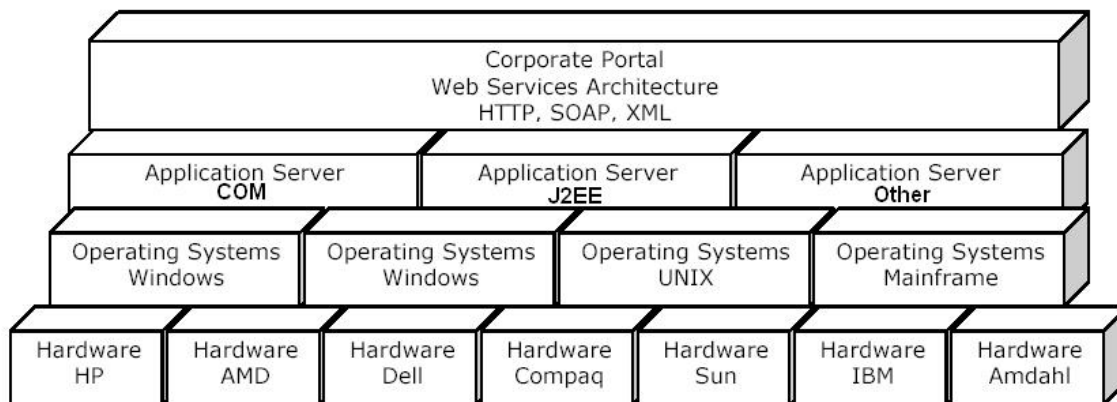 Corporate Portal
Web Services Architecture
HTTP, SOAP, XML
Application Server
COM
Application Server
J2EE
Application Server
Other
Operating Systems
Windows
Operating Systems
Windows
Operating Systems
UNIX
Operating Systems
Mainframe
Hardware
HP
Hardware
AMD
Hardware
Dell
Hardware
Compaq
Hardware
Sun
Hardware
IBM
Hardware
Amdahl